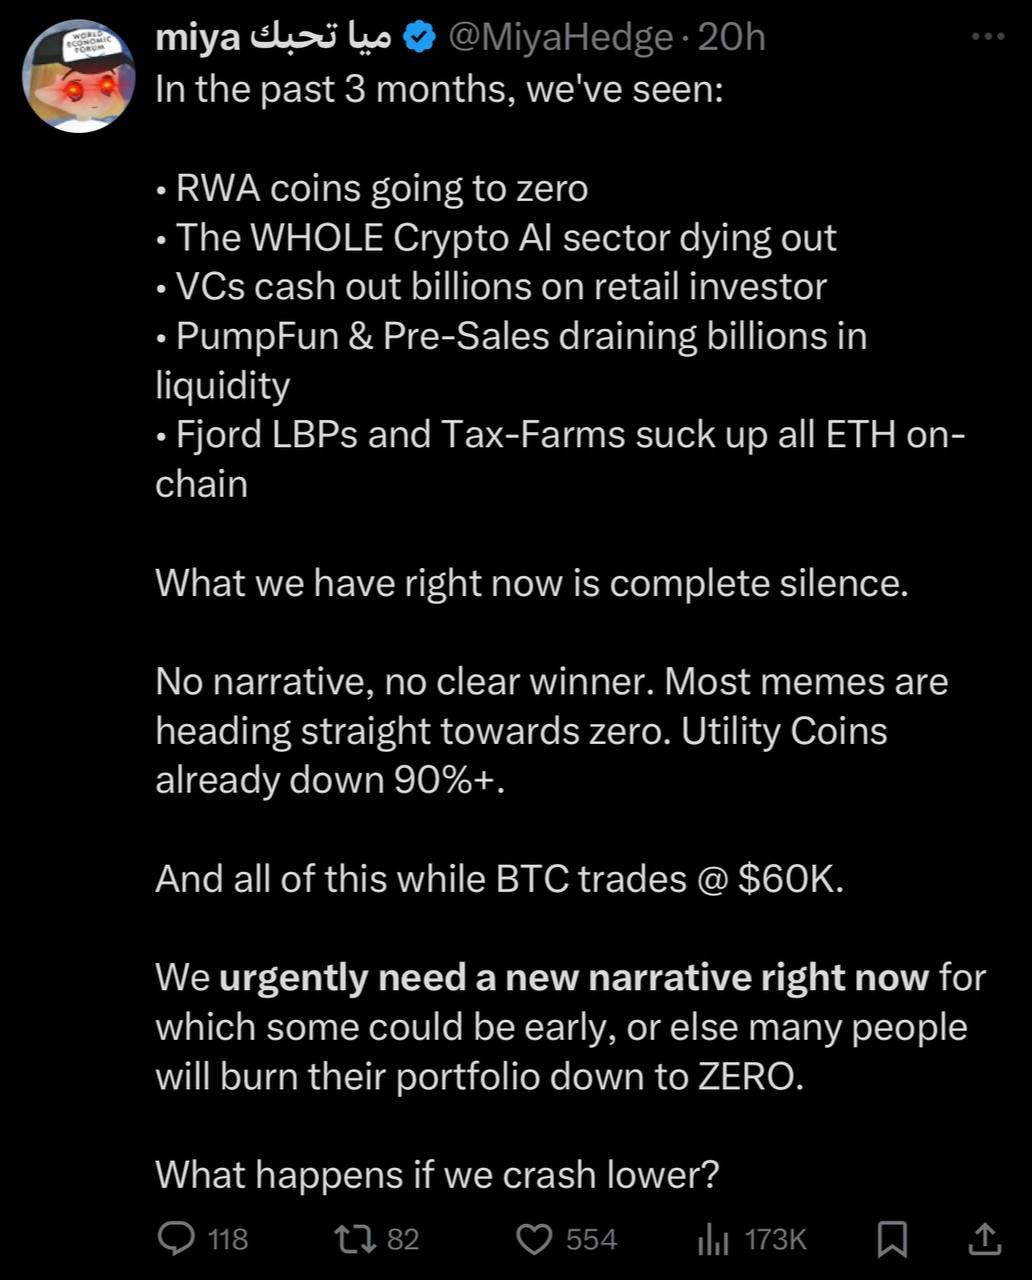 miya ميا تحبك @MiyaHedge · 20h
WORLD
ECONOMIC
FORUM
In the past 3 months, we've seen:
• RWA coins going to zero
• The WHOLE Crypto AI sector dying out
• VCs cash out billions on retail investor
• PumpFun & Pre-Sales draining billions in
liquidity
• Fjord LBPs and Tax-Farms suck up all ETH on-
chain
What we have right now is complete silence.
No narrative, no clear winner. Most memes are
heading straight towards zero. Utility Coins
already down 90%+.
And all of this while BTC trades @ $60K.
We urgently need a new narrative right now for
which some could be early, or else many people
will burn their portfolio down to ZERO.
What happens if we crash lower?
118 82 554 173K